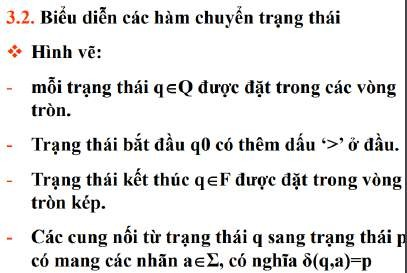 3.2. Biểu diễn các hàm chuyển trạng thái
❖ Hình vẽ:
- mỗi trạng thái q∈Q được đặt trong các vòng
tròn.
- Trạng thái bắt đầu q0 có thêm dấu ‘>’ ở đầu.
- Trạng thái kết thúc q∈F được đặt trong vòng
tròn kép.
- Các cung nối từ trạng thái q sang trạng thái p
có mang các nhãn a∈Σ, có nghĩa δ(q,a)=p